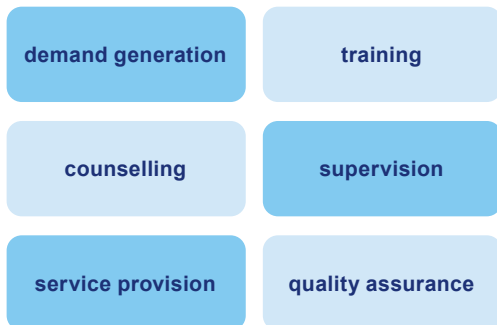 demand generation
training
counselling
supervision
service provision
quality assurance